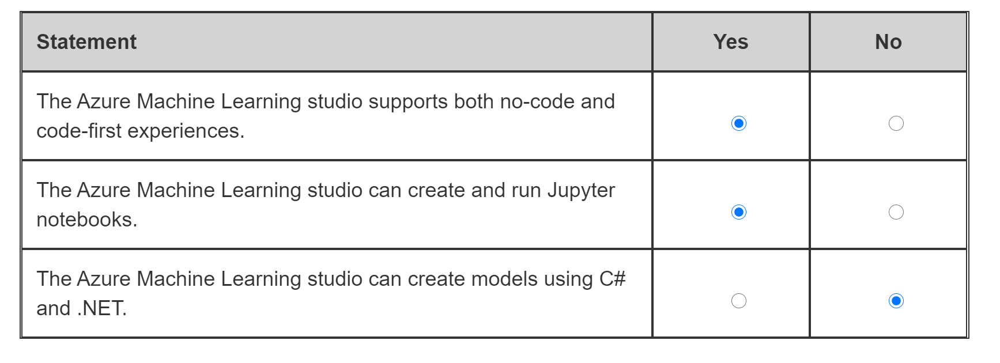 Statement Yes No
The Azure Machine Learning studio supports both no-code and
code-first experiences.
The Azure Machine Learning studio can create and run Jupyter
notebooks.
The Azure Machine Learning studio can create models using C#
and .NET.